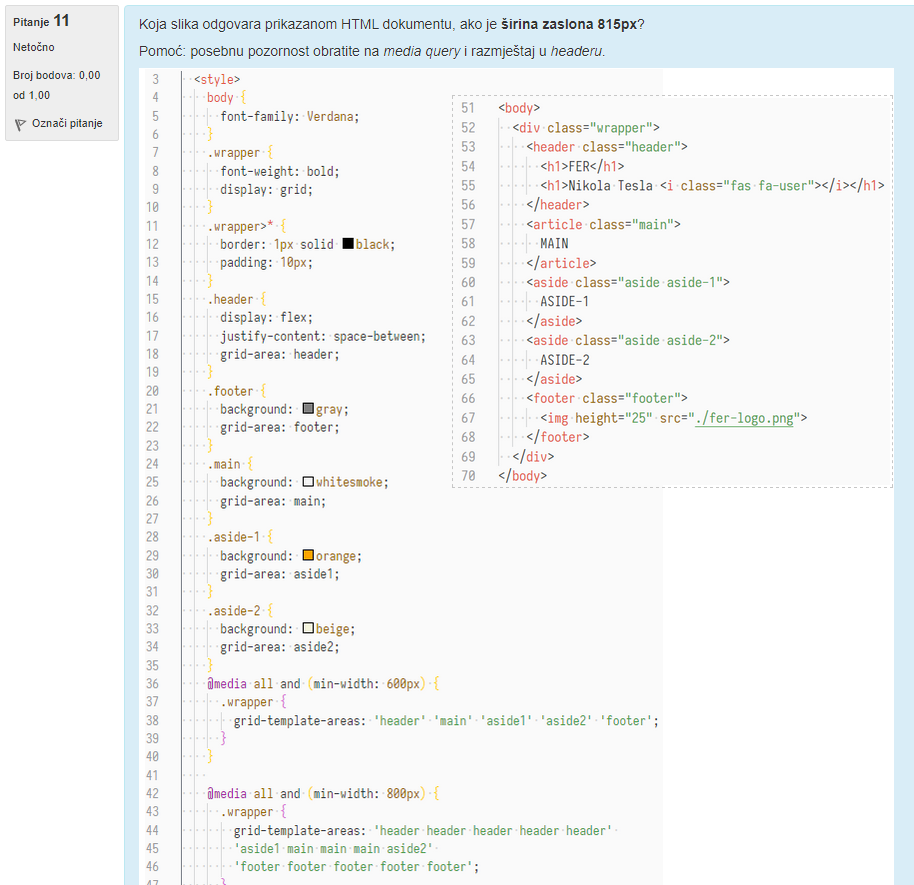 Pitanje 11
Netočno
Broj bodova: 0,00
od 1,00
Označi pitanje
Koja slika odgovara prikazanom HTML dokumentu, ako je širina zaslona 815px?
Pomoć: posebnu pozornost obratite na media query i razmještaj u headeru.
3 <style>
4 body {
5 font-family: Verdana;
6 }
7 .wrapper {
8 font-weight: bold;
9 display: grid;
10 }
11 .wrapper>* {
12 border: 1px solid black;
13 padding: 10px;
14 }
15 .header {
16 display: flex;
17 justify-content: space-between;
18 grid-area: header;
19 }
20 .footer {
21 background: gray;
22 grid-area: footer;
23 }
24 .main {
25 background: whitesmoke;
26 grid-area: main;
27 }
28 .aside-1 {
29 background: orange;
30 grid-area: aside1;
31 }
32 .aside-2 {
33 background: beige;
34 grid-area: aside2;
35 }
36 @media all and (min-width: 600px) {
37 .wrapper {
38 grid-template-areas: 'header' 'main' 'aside1' 'aside2' 'footer';
39 }
40 }
41
42 @media all and (min-width: 800px) {
43 .wrapper {
44 grid-template-areas: 'header header header header header'
45 'aside1 main main main aside2'
46 'footer footer footer footer footer';
47 }
51 <body>
52 <div class="wrapper">
53 <header class="header">
54 <h1>FER</h1>
55 <h1>Nikola Tesla <i class="fas fa-user"></i></h1>
56 </header>
57 <article class="main">
58 MAIN
59 </article>
60 <aside class="aside aside-1">
61 ASIDE-1
62 </aside>
63 <aside class="aside aside-2">
64 ASIDE-2
65 </aside>
66 <footer class="footer">
67 <img height="25" src="./fer-logo.png">
68 </footer>
69 </div>
70 </body>